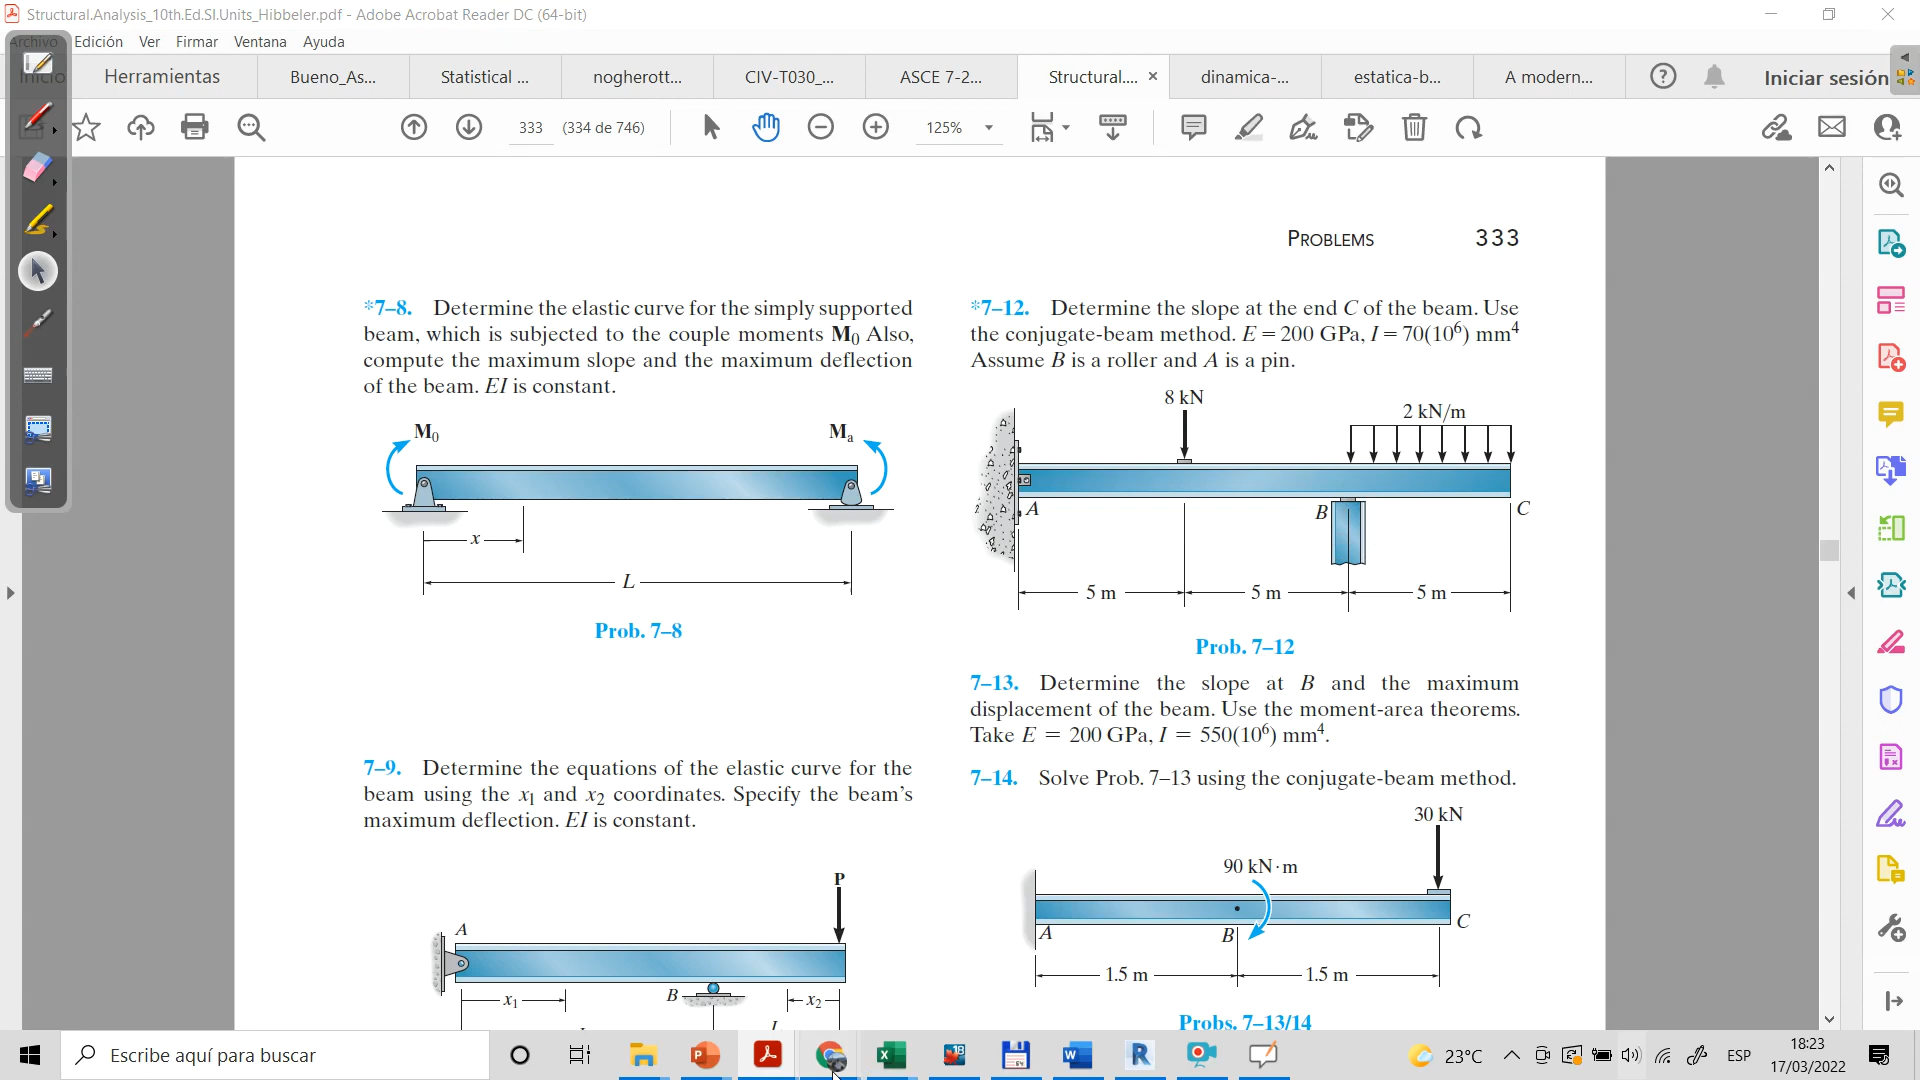 Structural.Analysis_10th.Ed.SI.Units_Hibbeler.pdf - Adobe Acrobat Reader DC (64-bit)
Archivo Edición Ver Firmar Ventana Ayuda
Inicio Herramientas Bueno_As... Statistical ... nogherott... CIV-T030_... ASCE 7-2... Structural.... × dinamica-... estatica-b... A modern... Iniciar sesión
333 (334 de 746) 125%
PROBLEMS 333
*7–8. Determine the elastic curve for the simply supported
beam, which is subjected to the couple moments M₀ Also,
compute the maximum slope and the maximum deflection
of the beam. EI is constant.
M₀ Mₐ
x
L
Prob. 7–8
7–9. Determine the equations of the elastic curve for the
beam using the x₁ and x₂ coordinates. Specify the beam's
maximum deflection. EI is constant.
P
A
B
x₁ x₂
*7–12. Determine the slope at the end C of the beam. Use
the conjugate-beam method. E = 200 GPa, I = 70(10⁶) mm⁴
Assume B is a roller and A is a pin.
8 kN
2 kN/m
A B C
5 m 5 m 5 m
Prob. 7–12
7–13. Determine the slope at B and the maximum
displacement of the beam. Use the moment-area theorems.
Take E = 200 GPa, I = 550(10⁶) mm⁴.
7–14. Solve Prob. 7–13 using the conjugate-beam method.
30 kN
90 kN·m
A B C
1.5 m 1.5 m
Probs. 7–13/14
Escribe aquí para buscar
23°C ESP
18:23
17/03/2022